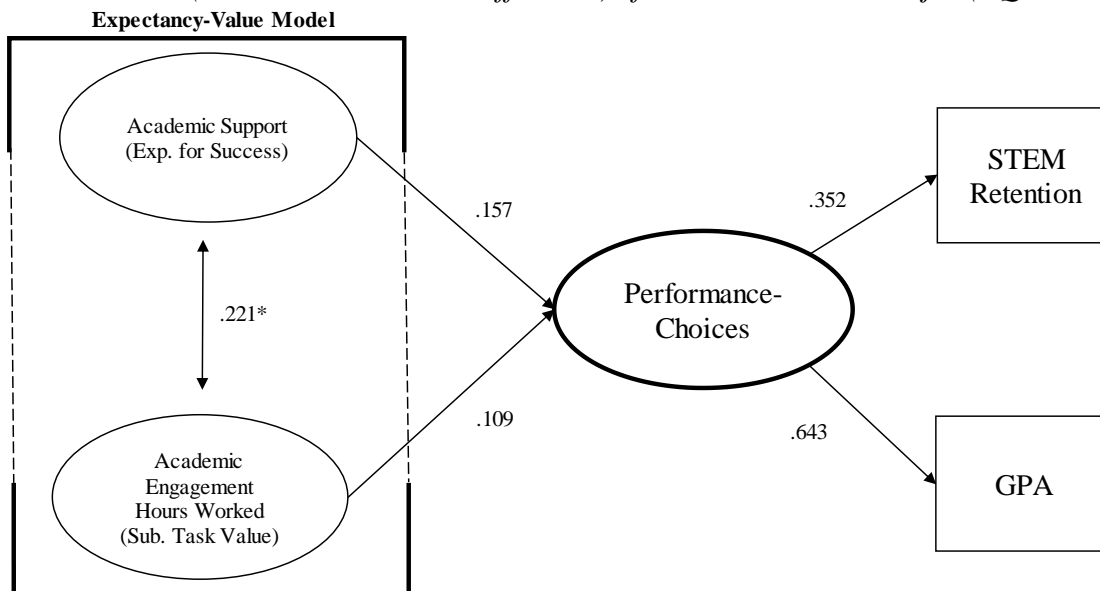 Expectancy-Value Model
Academic Support
(Exp. for Success)
.221*
Academic
Engagement
Hours Worked
(Sub. Task Value)
.157
.109
Performance-
Choices
.352
.643
STEM
Retention
GPA